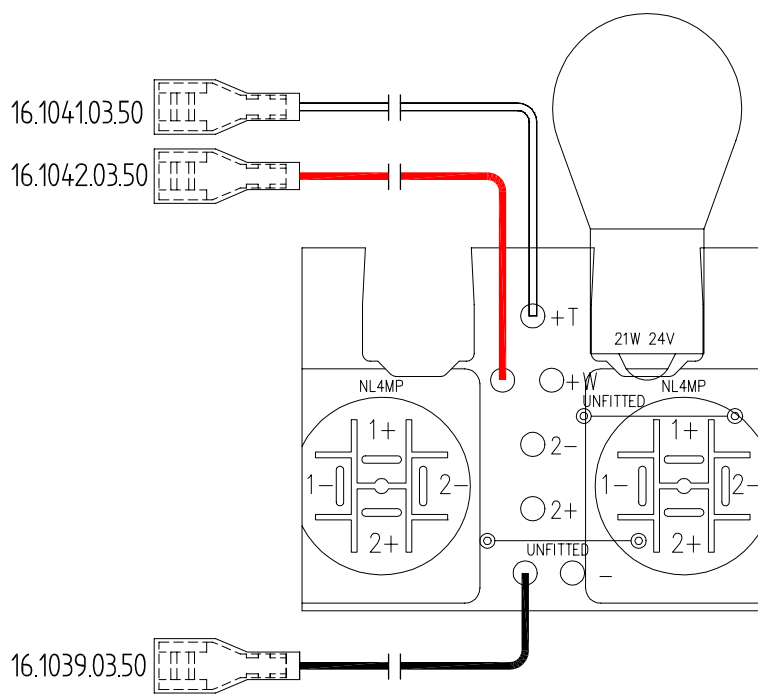 16.1041.03.50
16.1042.03.50
+T
21W 24V
NL4MP
+W
NL4MP
UNFITTED
1+
1-
2-
2+
2-
2+
1+
1-
2-
2+
UNFITTED
-
16.1039.03.50